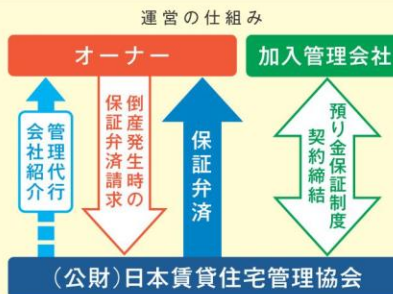 運営の仕組み
オーナー
加入管理会社
管理代行
会社紹介
倒産発生時の
保証弁済請求
保証弁済
預り金保証制度
契約締結
(公財)日本賃貸住宅管理協会